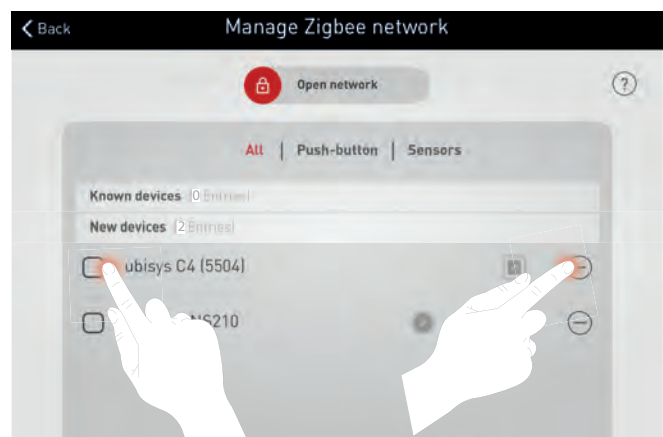 Back
Manage Zigbee network
Open network
?
All | Push-button | Sensors
Known devices (0 Entries)
New devices (2 Entries)
ubisys C4 (5504)
NS210